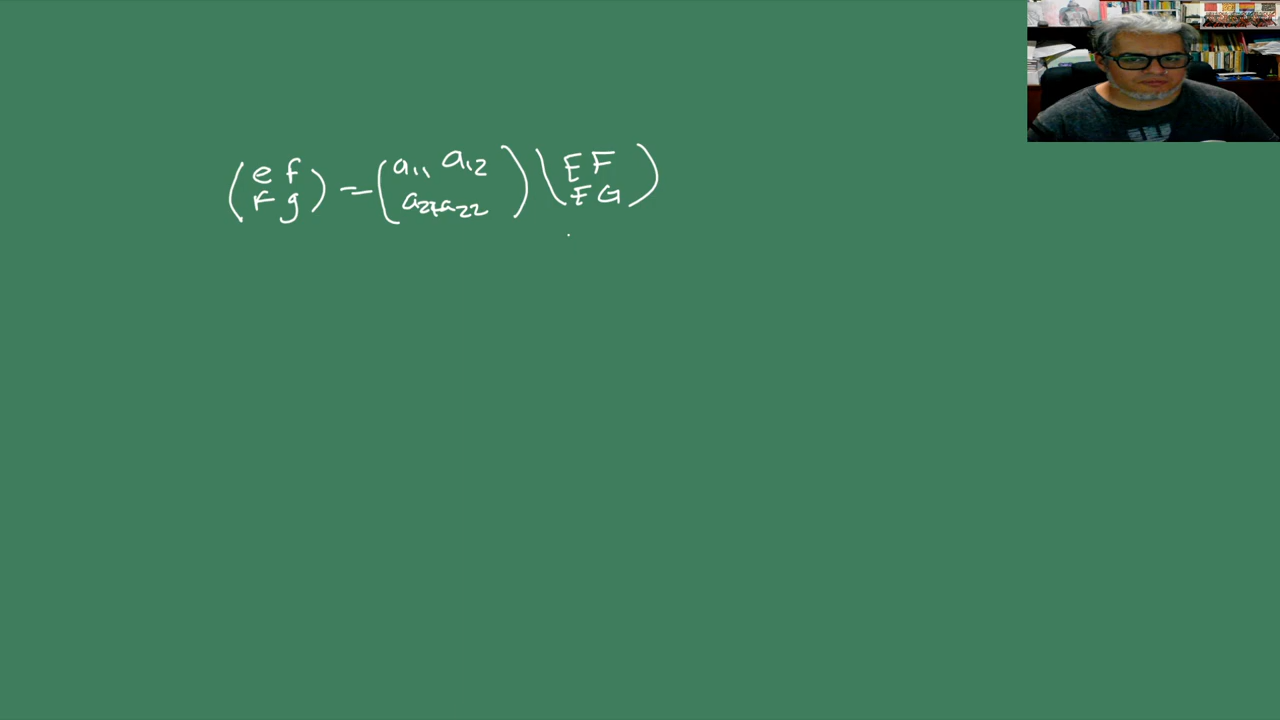 (e f) = (a₁₁ a₁₂) (E F)
(F g) (a₂₁ a₂₂) (F G)